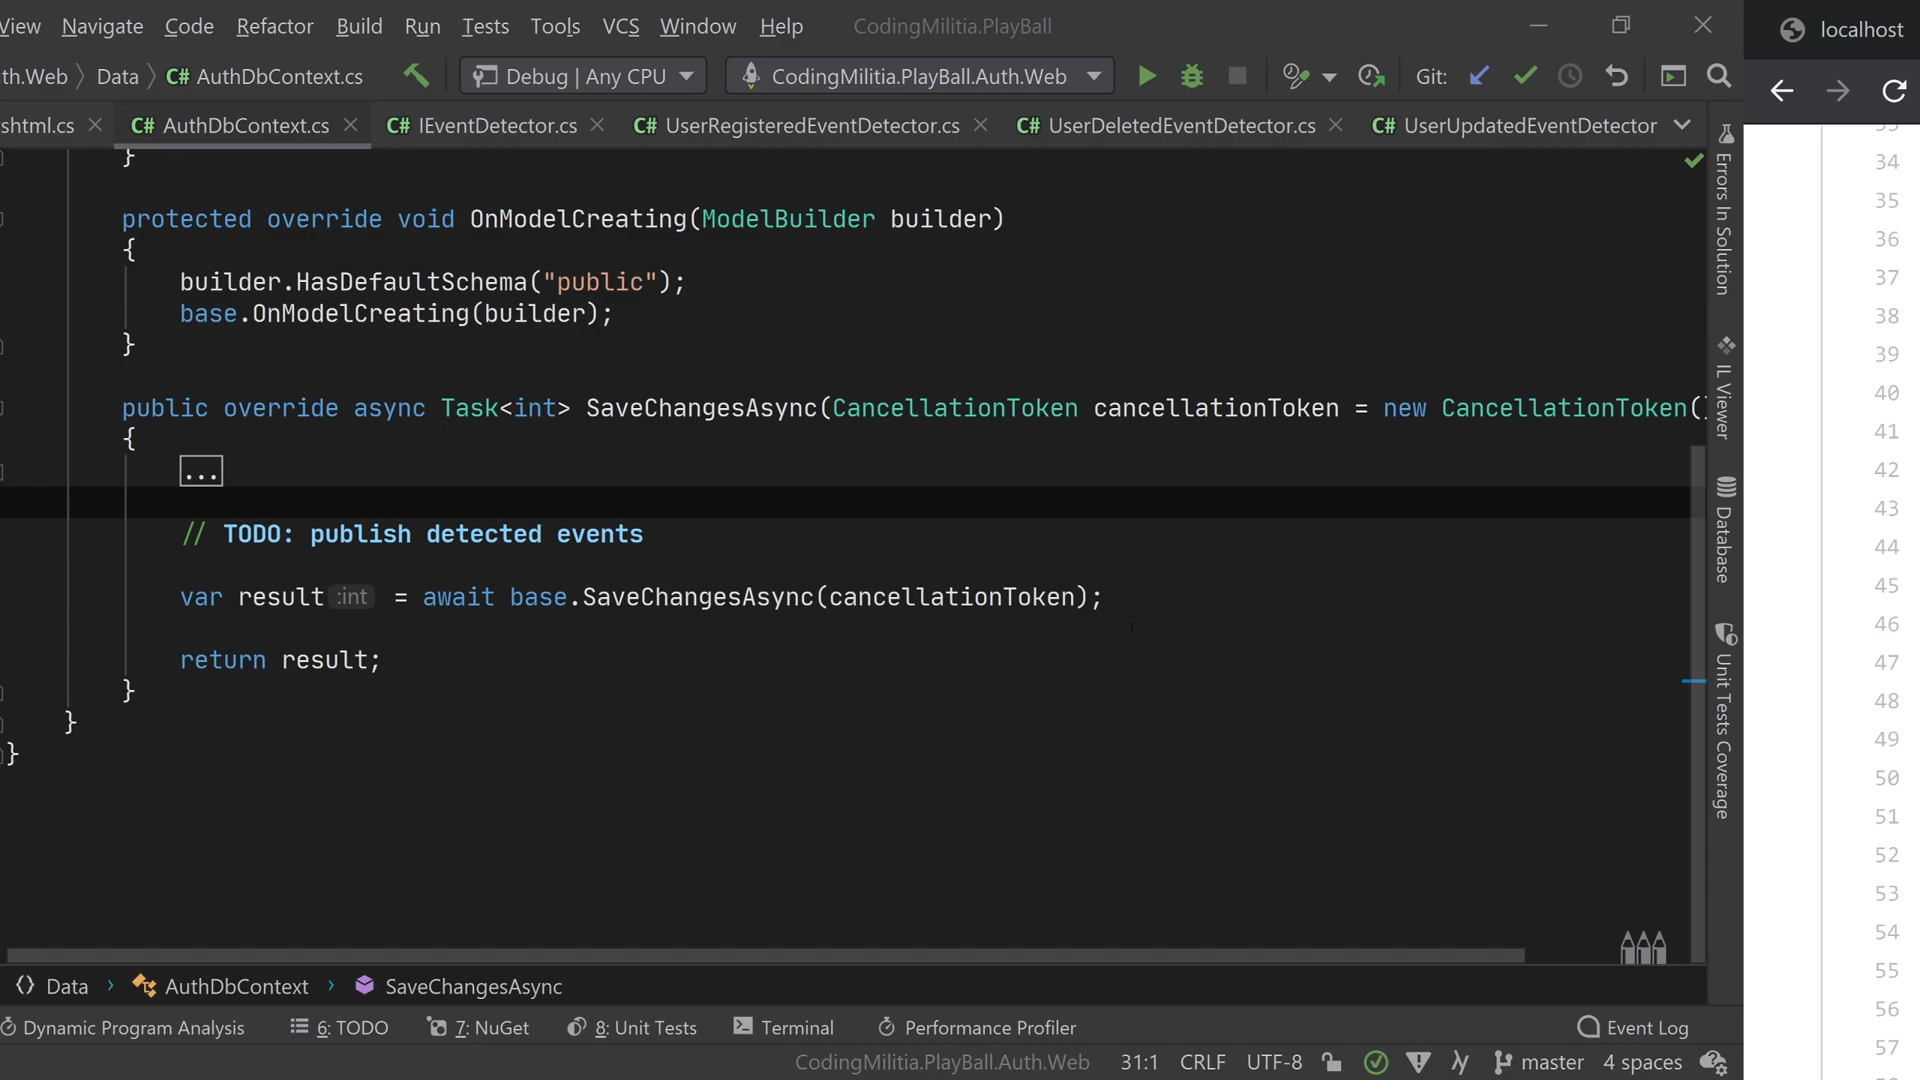 View Navigate Code Refactor Build Run Tests Tools VCS Window Help CodingMilitia.PlayBall
localhost
th.Web Data C# AuthDbContext.cs Debug | Any CPU CodingMilitia.PlayBall.Auth.Web Git:
shtml.cs C# AuthDbContext.cs C# IEventDetector.cs C# UserRegisteredEventDetector.cs C# UserDeletedEventDetector.cs C# UserUpdatedEventDetector
}
protected override void OnModelCreating(ModelBuilder builder)
{
builder.HasDefaultSchema("public");
base.OnModelCreating(builder);
}
public override async Task<int> SaveChangesAsync(CancellationToken cancellationToken = new CancellationToken()
{
...
// TODO: publish detected events
var result :int = await base.SaveChangesAsync(cancellationToken);
return result;
}
}
}
Errors In Solution
IL Viewer
Database
Unit Tests Coverage
34
35
36
37
38
39
40
41
42
43
44
45
46
47
48
49
50
51
52
53
54
55
56
57
Data AuthDbContext SaveChangesAsync
Dynamic Program Analysis 6: TODO 7: NuGet 8: Unit Tests Terminal Performance Profiler Event Log
CodingMilitia.PlayBall.Auth.Web 31:1 CRLF UTF-8 master 4 spaces